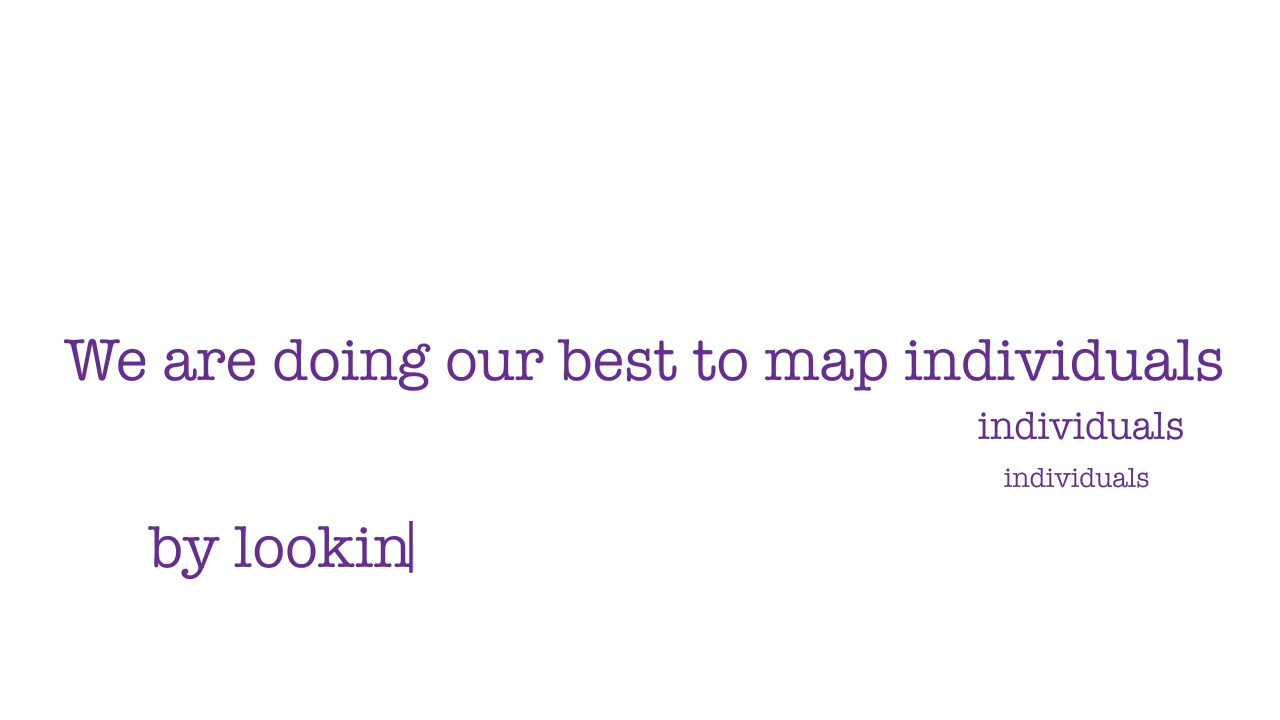 We are doing our best to map individuals
individuals
individuals
by lookin